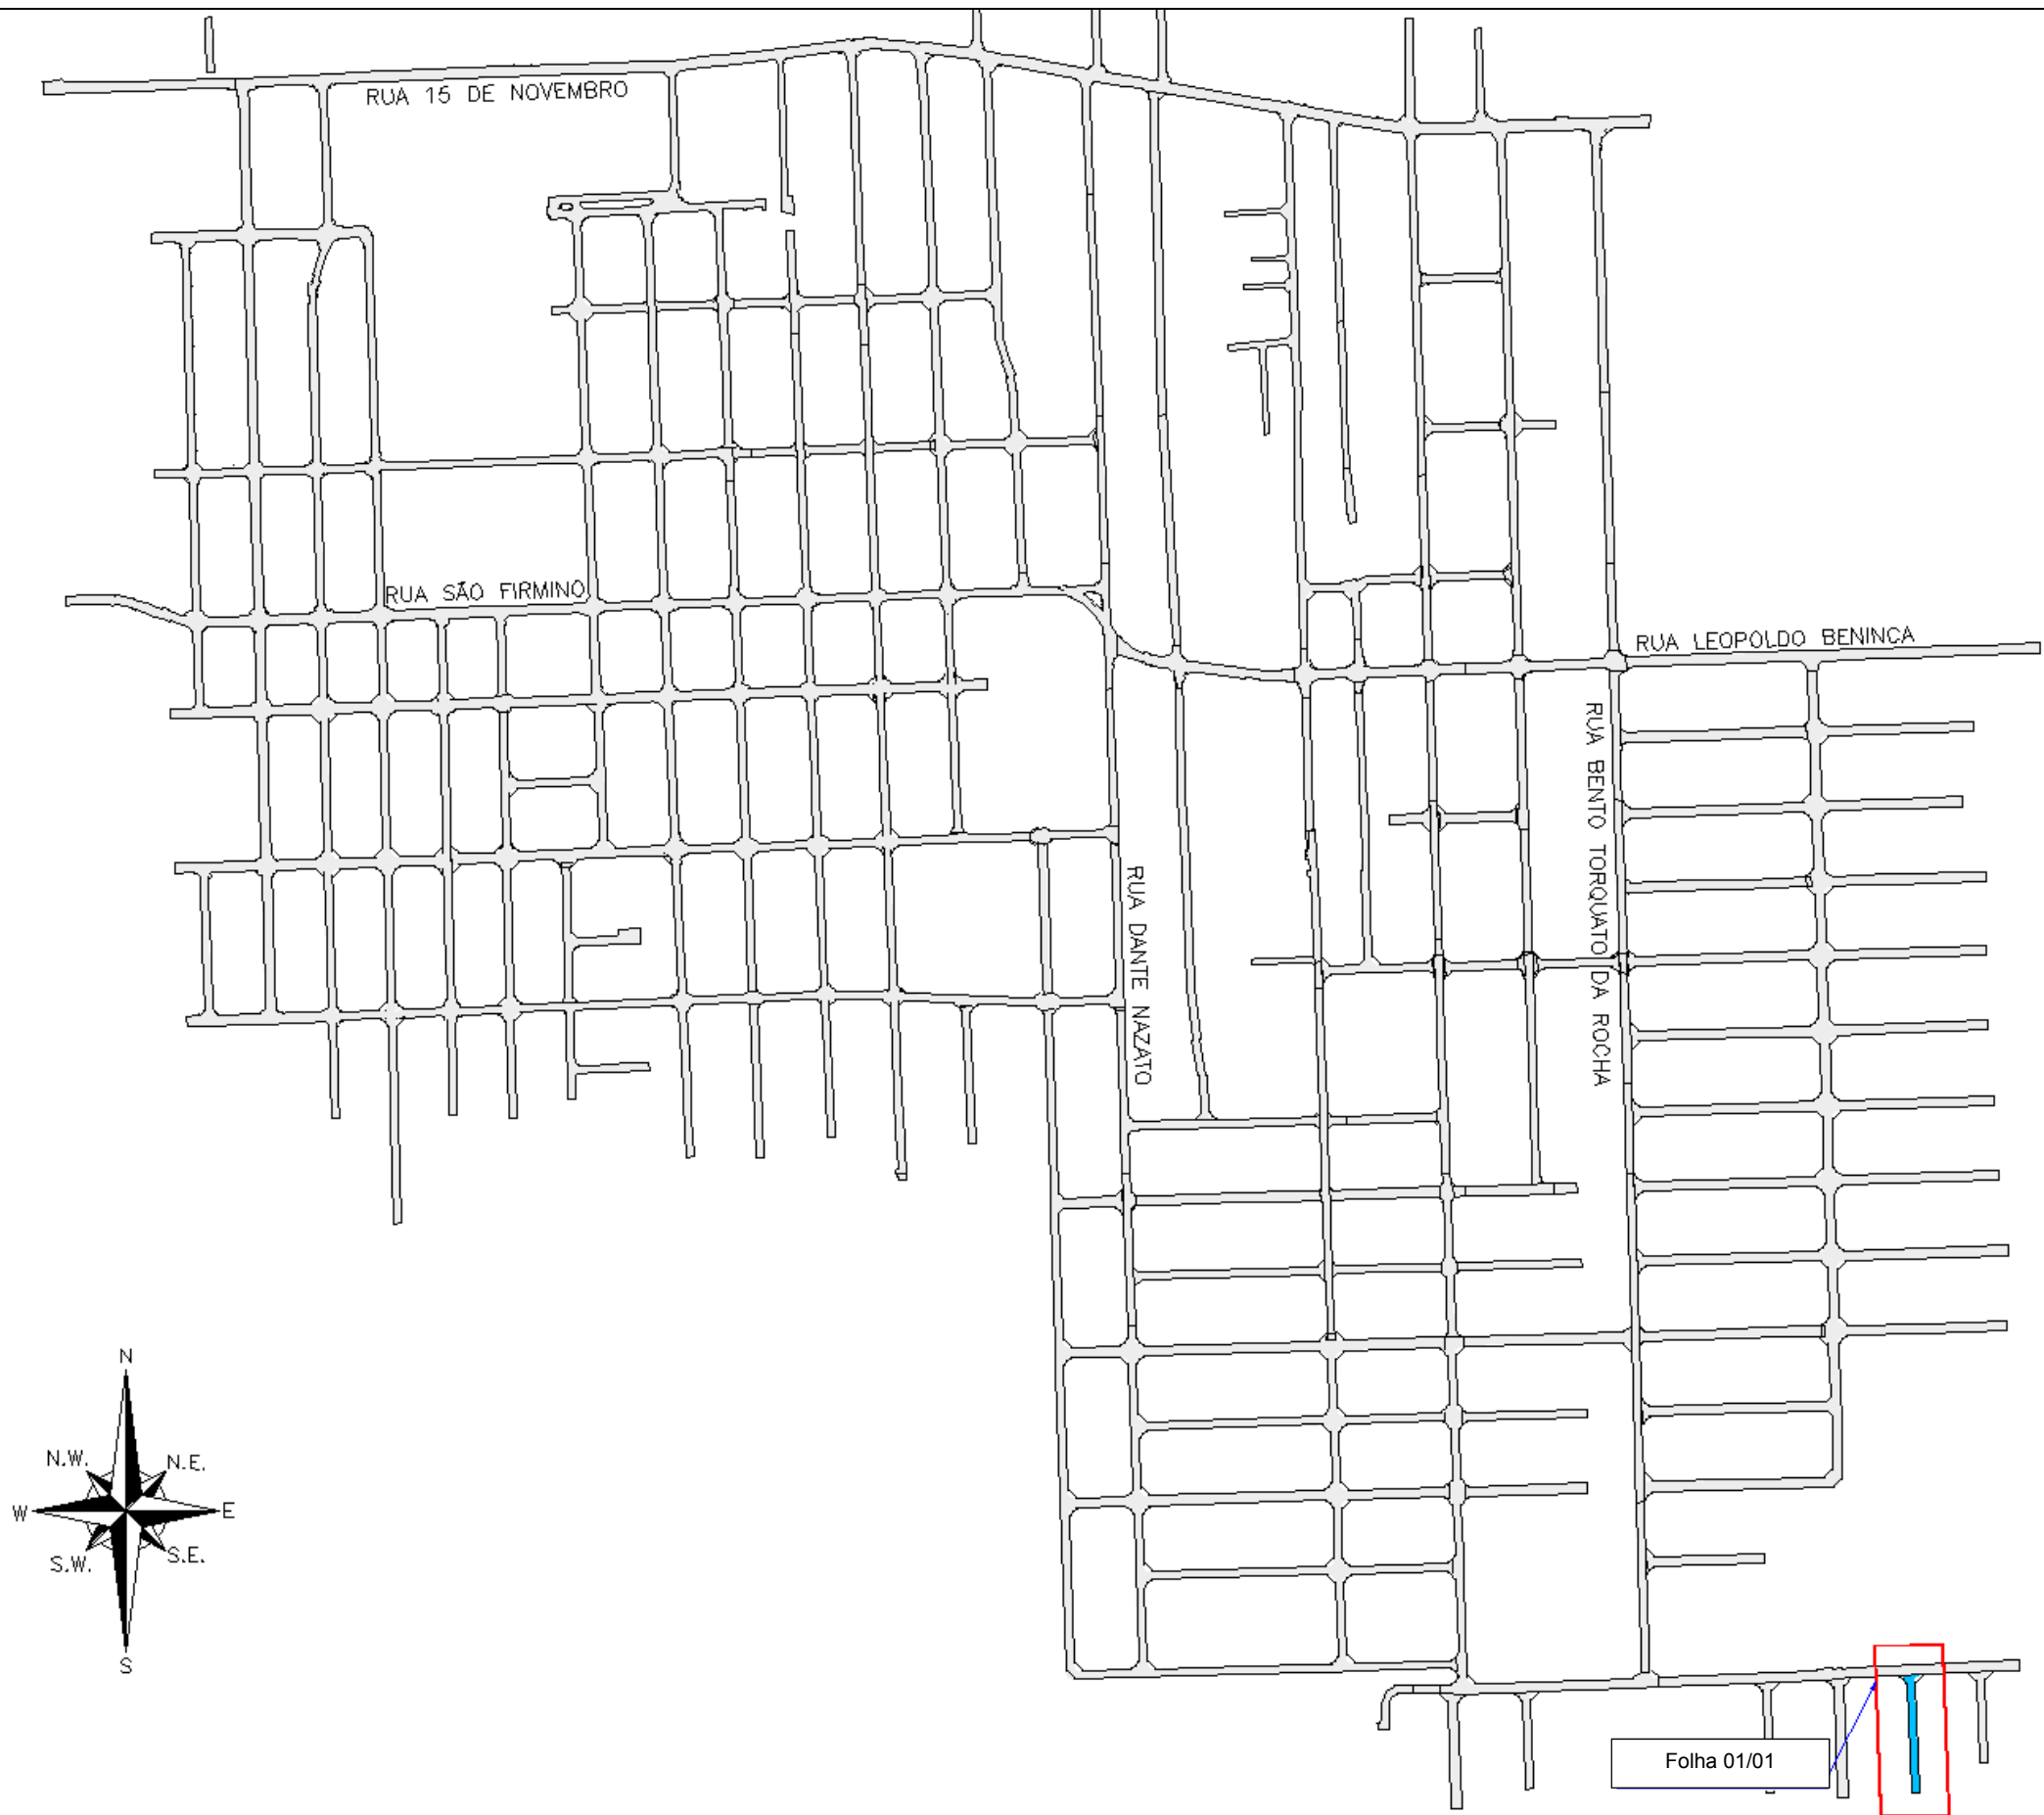 RUA 15 DE NOVEMBRO
RUA SÃO FIRMINO
RUA LEOPOLDO BENINCA
RUA BENTO TORQUATO DA ROCHA
RUA DANTE NAZATO
N
N.W.
N.E.
W
E
S.W.
S.E.
S
Folha 01/01